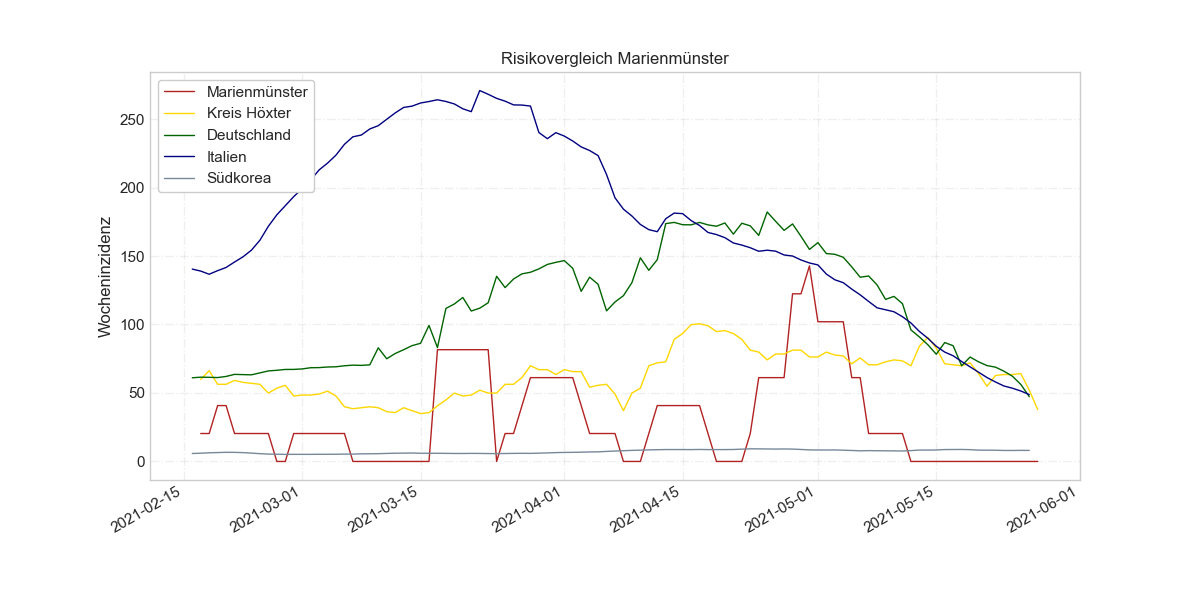 Risikovergleich Marienmünster
Marienmünster
Kreis Höxter
Deutschland
Italien
Südkorea
Wocheninzidenz
250
200
150
100
50
0
2021-02-15
2021-03-01
2021-03-15
2021-04-01
2021-04-15
2021-05-01
2021-05-15
2021-06-01